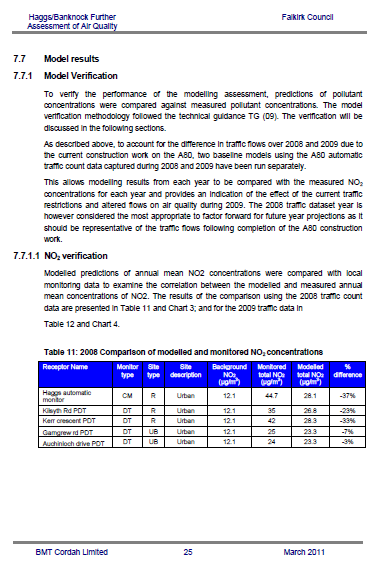 Haggs/Banknock Further Falkirk Council
Assessment of Air Quality
7.7 Model results
7.7.1 Model Verification
To verify the performance of the modelling assessment, predictions of pollutant
concentrations were compared against measured pollutant concentrations. The model
verification methodology followed the technical guidance TG (09). The verification will be
discussed in the following sections.
As described above, to account for the difference in traffic flows over 2008 and 2009 due to
the current construction work on the A80, two baseline models using the A80 automatic
traffic count data captured during 2008 and 2009 have been run separately.
This allows modelling results from each year to be compared with the measured NO₂
concentrations for each year and provides an indication of the effect of the current traffic
restrictions and altered flows on air quality during 2009. The 2008 traffic dataset year is
however considered the most appropriate to factor forward for future year projections as it
should be representative of the traffic flows following completion of the A80 construction
work.
7.7.1.1 NO₂ verification
Modelled predictions of annual mean NO2 concentrations were compared with local
monitoring data to examine the correlation between the modelled and measured annual
mean concentrations of NO2. The results of the comparison using the 2008 traffic count
data are presented in Table 11 and Chart 3; and for the 2009 traffic data in
Table 12 and Chart 4.
Table 11: 2008 Comparison of modelled and monitored NO₂ concentrations
Receptor Name Monitor Site Site Background Monitored Modelled %
type type description NO₂ total NO₂ total NO₂ difference
(µg/m³) (µg/m³) (µg/m³)
Haggs automatic
monitor CM R Urban 12.1 44.7 28.1 -37%
Kilsyth Rd PDT DT R Urban 12.1 35 26.8 -23%
Kerr crescent PDT DT R Urban 12.1 42 28.3 -33%
Garngrew rd PDT DT UB Urban 12.1 25 23.3 -7%
Auchinloch drive PDT DT UB Urban 12.1 24 23.3 -3%
BMT Cordah Limited 25 March 2011